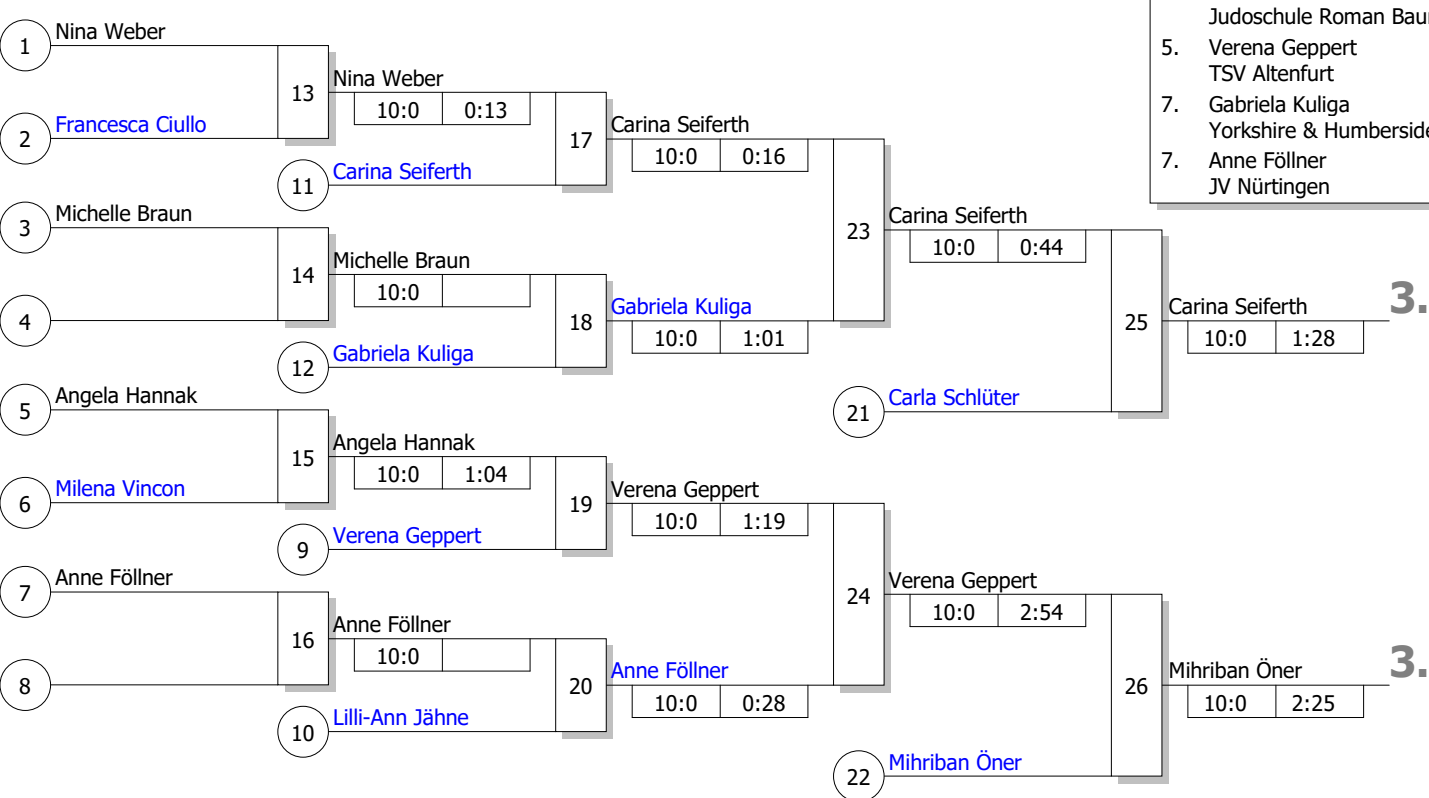 Judoschule Roman Baur
5. Verena Geppert
TSV Altenfurt
7. Gabriela Kuliga
Yorkshire & Humberside
7. Anne Föllner
JV Nürtingen
1 Nina Weber
2 Francesca Ciullo
13 Nina Weber
10:0 0:13
11 Carina Seiferth
17 Carina Seiferth
10:0 0:16
3 Michelle Braun
4
14 Michelle Braun
10:0
12 Gabriela Kuliga
18 Gabriela Kuliga
10:0 1:01
23 Carina Seiferth
10:0 0:44
21 Carla Schlüter
25 Carina Seiferth 3.
10:0 1:28
5 Angela Hannak
6 Milena Vincon
15 Angela Hannak
10:0 1:04
9 Verena Geppert
19 Verena Geppert
10:0 1:19
7 Anne Föllner
8
16 Anne Föllner
10:0
10 Lilli-Ann Jähne
20 Anne Föllner
10:0 0:28
24 Verena Geppert
10:0 2:54
22 Mihriban Öner
26 Mihriban Öner 3.
10:0 2:25